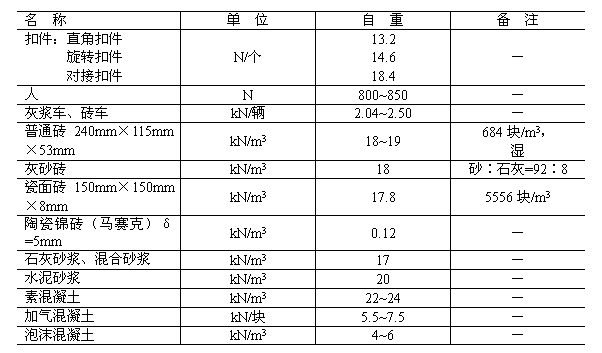 名 称 单 位 自 重 备 注
扣件：直角扣件 13.2
旋转扣件 N/个 14.6 —
对接扣件 18.4
人 N 800~850 —
灰浆车、砖车 kN/辆 2.04~2.50 —
普通砖 240mm×115mm kN/m³ 18~19 684 块/m³，
×53mm 湿
灰砂砖 kN/m³ 18 砂：石灰=92：8
瓷面砖 150mm×150mm kN/m³ 17.8 5556 块/m³
×8mm
陶瓷锦砖（马赛克）δ kN/m³ 0.12 —
=5mm
石灰砂浆、混合砂浆 kN/m³ 17 —
水泥砂浆 kN/m³ 20 —
素混凝土 kN/m³ 22~24 —
加气混凝土 kN/块 5.5~7.5 —
泡沫混凝土 kN/m³ 4~6 —